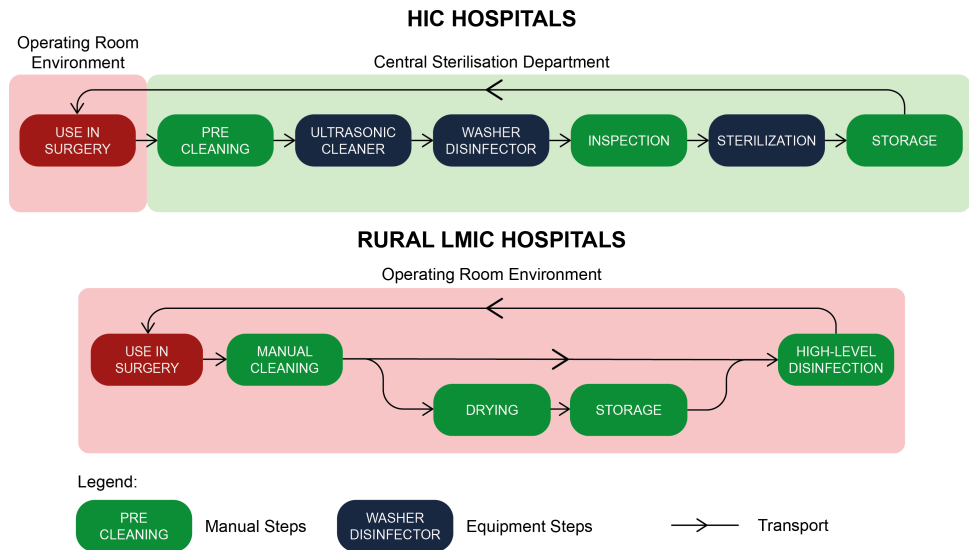 HIC HOSPITALS
Operating Room
Environment
Central Sterilisation Department
USE IN
SURGERY
PRE
CLEANING
ULTRASONIC
CLEANER
WASHER
DISINFECTOR
INSPECTION
STERILIZATION
STORAGE
RURAL LMIC HOSPITALS
Operating Room Environment
USE IN
SURGERY
MANUAL
CLEANING
HIGH-LEVEL
DISINFECTION
DRYING
STORAGE
Legend:
PRE
CLEANING
Manual Steps
WASHER
DISINFECTOR
Equipment Steps
Transport